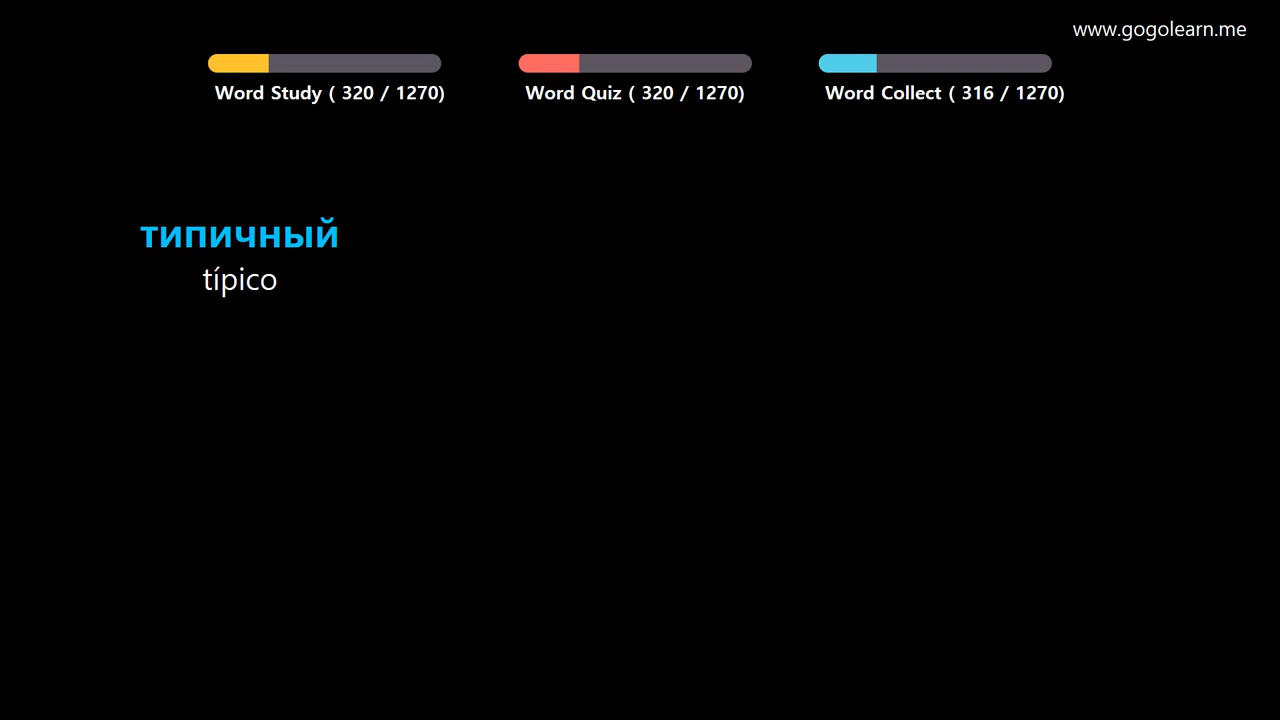 www.gogolearn.me
Word Study ( 320 / 1270)
Word Quiz ( 320 / 1270)
Word Collect ( 316 / 1270)
типичный
típico